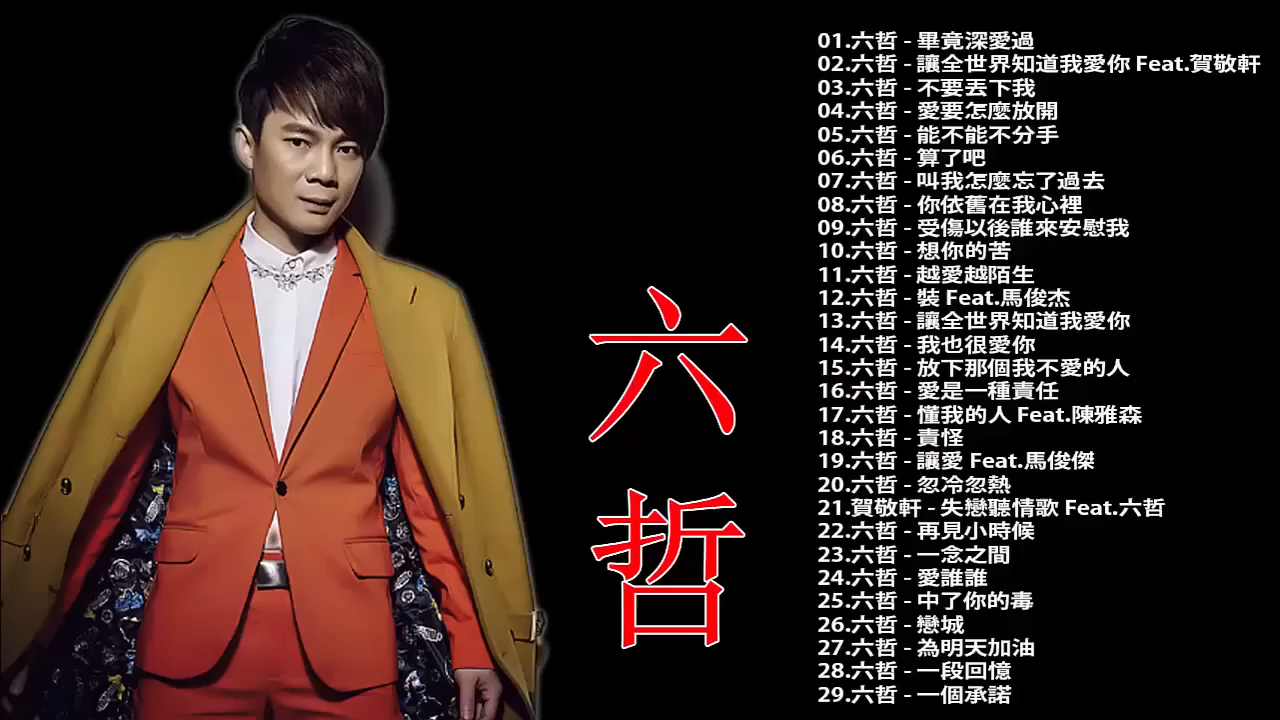 六哲
01.六哲 - 畢竟深愛過
02.六哲 - 讓全世界知道我愛你 Feat.賀敬軒
03.六哲 - 不要丟下我
04.六哲 - 愛要怎麼放開
05.六哲 - 能不能不分手
06.六哲 - 算了吧
07.六哲 - 叫我怎麼忘了過去
08.六哲 - 你依舊在我心裡
09.六哲 - 受傷以後誰來安慰我
10.六哲 - 想你的苦
11.六哲 - 越愛越陌生
12.六哲 - 裝 Feat.馬俊杰
13.六哲 - 讓全世界知道我愛你
14.六哲 - 我也很愛你
15.六哲 - 放下那個我不愛的人
16.六哲 - 愛是一種責任
17.六哲 - 懂我的人 Feat.陳雅森
18.六哲 - 責怪
19.六哲 - 讓愛 Feat.馬俊傑
20.六哲 - 忽冷忽熱
21.賀敬軒 - 失戀聽情歌 Feat.六哲
22.六哲 - 再見小時候
23.六哲 - 一念之間
24.六哲 - 愛誰誰
25.六哲 - 中了你的毒
26.六哲 - 戀城
27.六哲 - 為明天加油
28.六哲 - 一段回憶
29.六哲 - 一個承諾